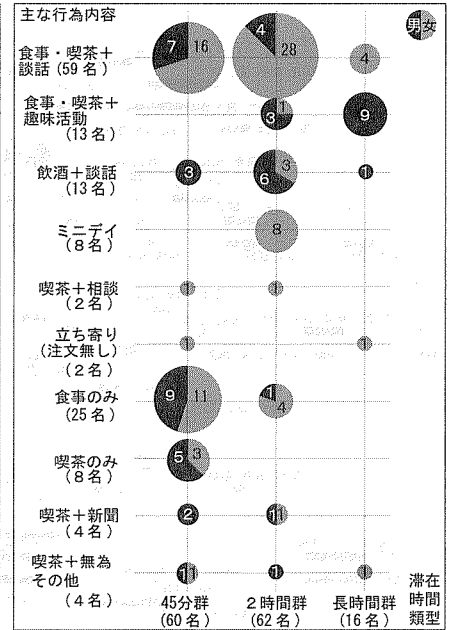 主な行為内容
男女
食事・喫茶+
談話(59名)
7 16
4 28
4
食事・喫茶+
趣味活動
(13名)
3 1
9
飲酒+談話
(13名)
3
6 3
1
ミニデイ
(8名)
8
喫茶+相談
(2名)
1
1
立ち寄り
(注文無し)
(2名)
1
1
食事のみ
(25名)
9 11
1 4
喫茶のみ
(8名)
5 3
喫茶+新聞
(4名)
2
1 1
喫茶+無為
その他
(4名)
1 1
1
1
45分群
(60名)
2時間群
(62名)
長時間群
(16名)
滞在
時間
類型